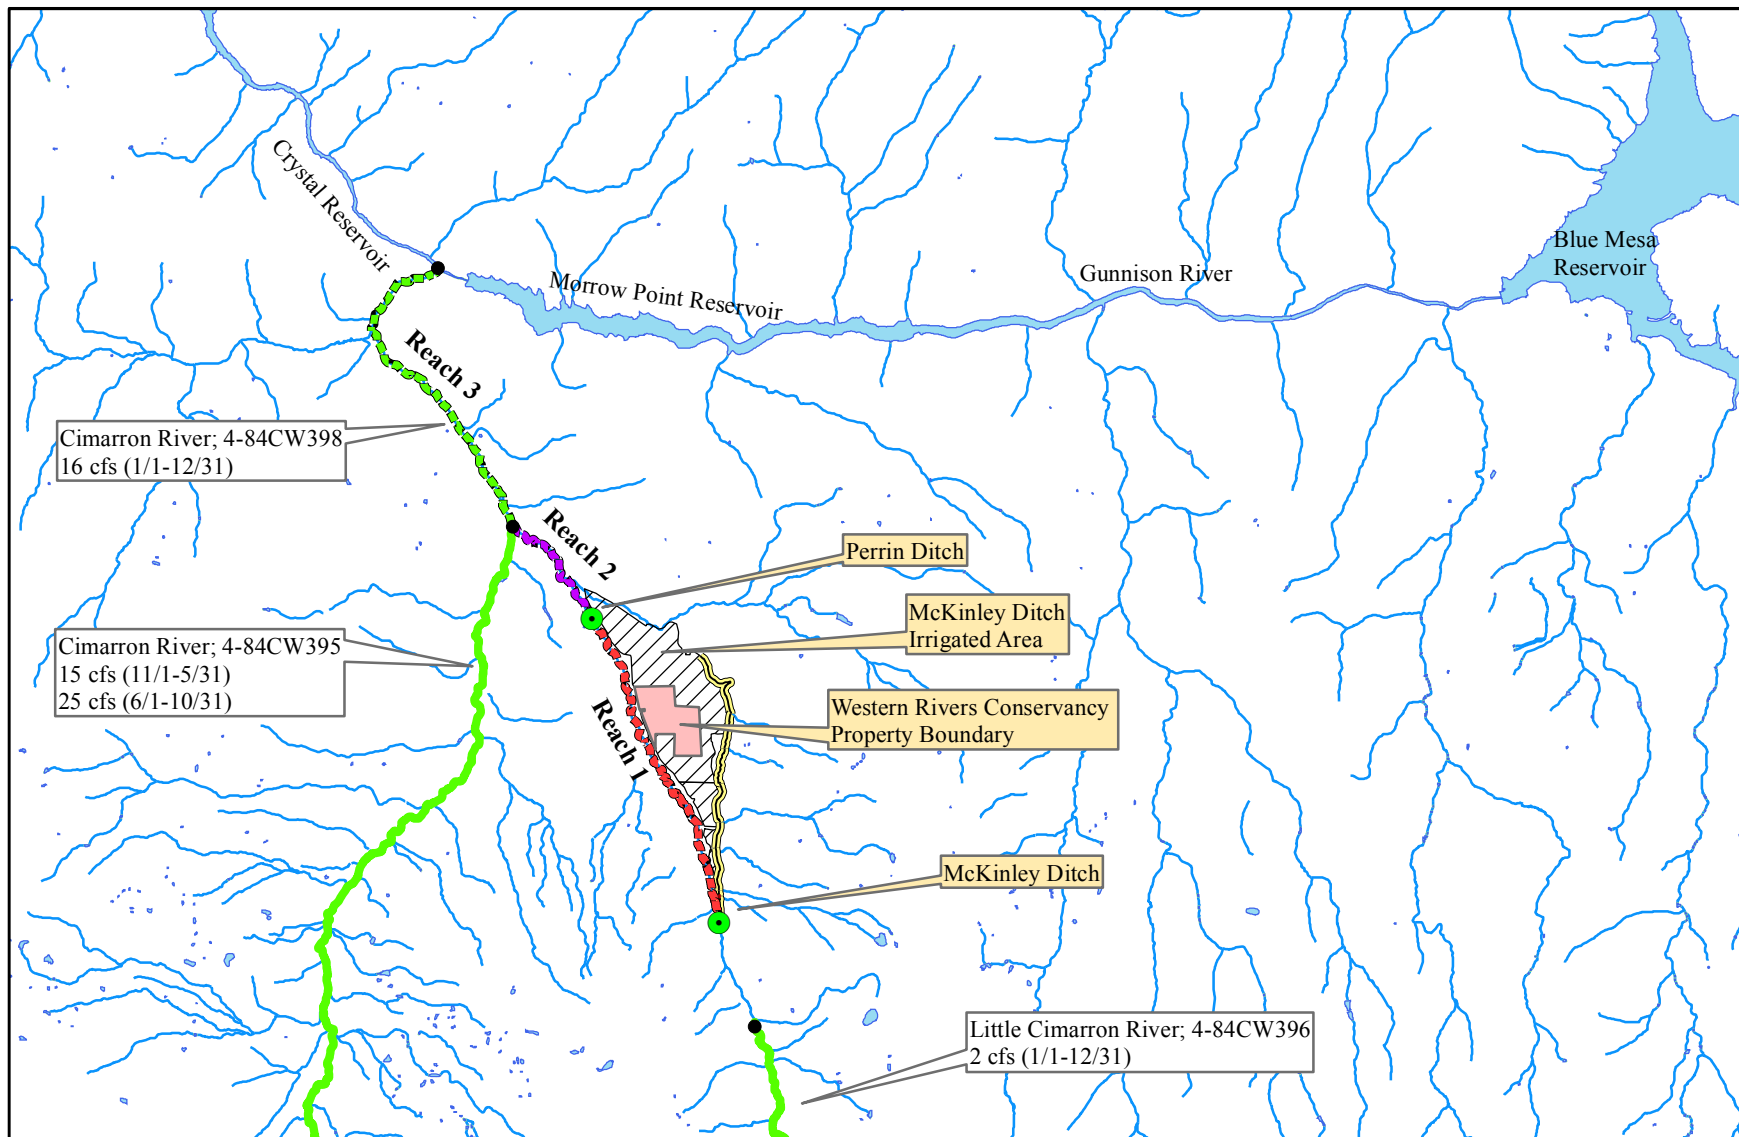 Crystal Reservoir
Blue Mesa
Reservoir
Gunnison River
Morrow Point Reservoir
Reach 3
Cimarron River; 4-84CW398
16 cfs (1/1-12/31)
Reach 2
Perrin Ditch
McKinley Ditch
Irrigated Area
Cimarron River; 4-84CW395
15 cfs (11/1-5/31)
25 cfs (6/1-10/31)
Western Rivers Conservancy
Property Boundary
Reach 1
McKinley Ditch
Little Cimarron River; 4-84CW396
2 cfs (1/1-12/31)